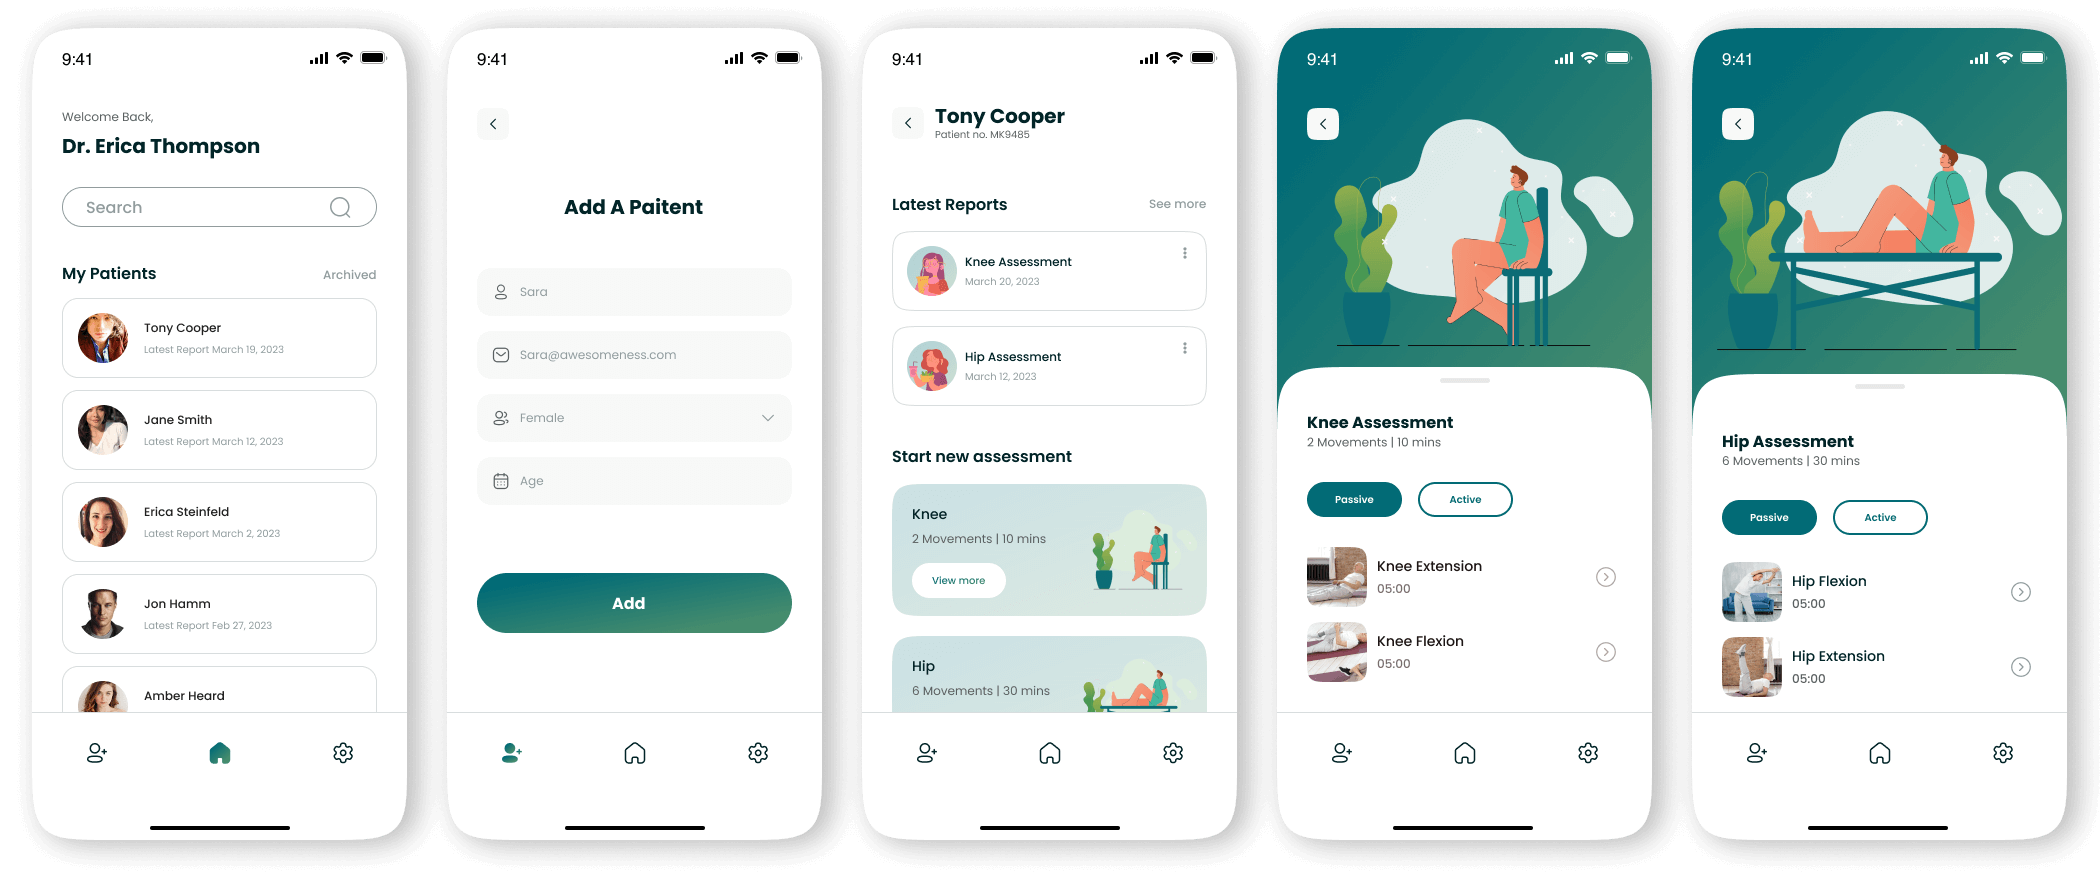 9:41
Welcome Back,
Dr. Erica Thompson
Search
My Patients
Archived
Tony Cooper
Latest Report March 19, 2023
Jane Smith
Latest Report March 12, 2023
Erica Steinfeld
Latest Report March 2, 2023
Jon Hamm
Latest Report Feb 27, 2023
Amber Heard
9:41
Add A Paitent
Sara
Sara@awesomeness.com
Female
Age
Add
9:41
Tony Cooper
Patient no. MK9485
Latest Reports
See more
Knee Assessment
March 20, 2023
Hip Assessment
March 12, 2023
Start new assessment
Knee
2 Movements | 10 mins
View more
Hip
6 Movements | 30 mins
9:41
Knee Assessment
2 Movements | 10 mins
Passive
Active
Knee Extension
05:00
Knee Flexion
05:00
9:41
Hip Assessment
6 Movements | 30 mins
Passive
Active
Hip Flexion
05:00
Hip Extension
05:00